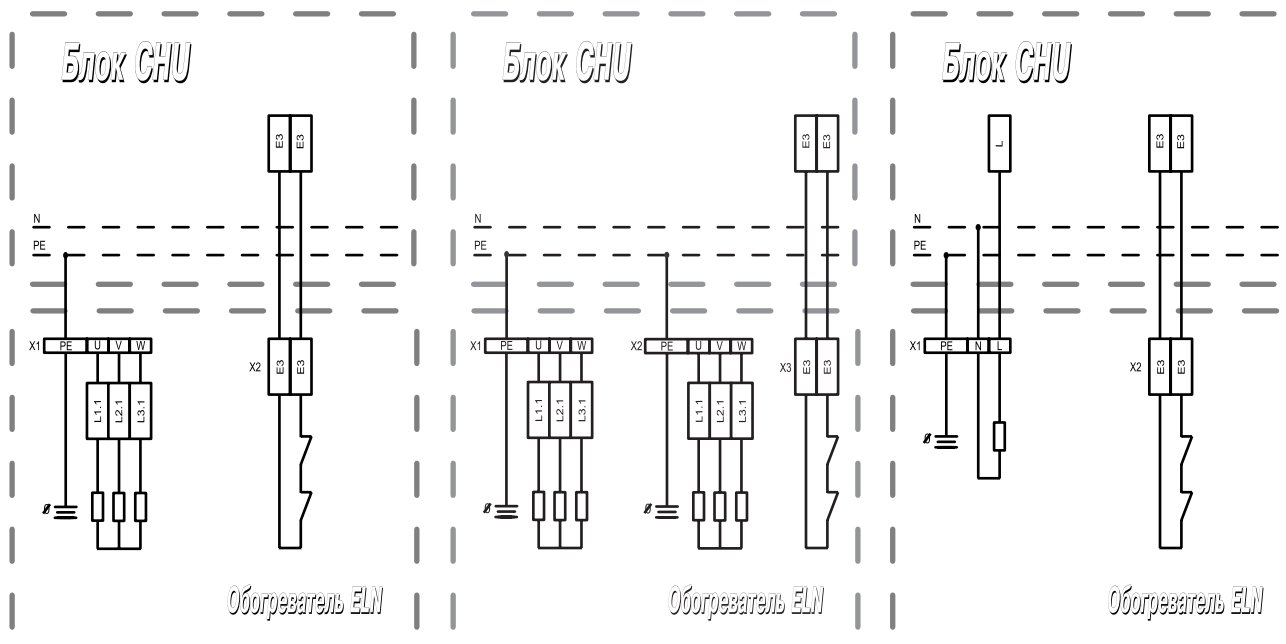 Блок CHU
E3 E3
N
PE
X1 PE U V W
X2 E3 E3
L1.1 L2.1 L3.1
Обогреватель ELN
Блок CHU
E3 E3
N
PE
X1 PE U V W
X2 PE U V W
X3 E3 E3
L1.1 L2.1 L3.1
L1.1 L2.1 L3.1
Обогреватель ELN
Блок CHU
L
E3 E3
N
PE
X1 PE N L
X2 E3 E3
Обогреватель ELN